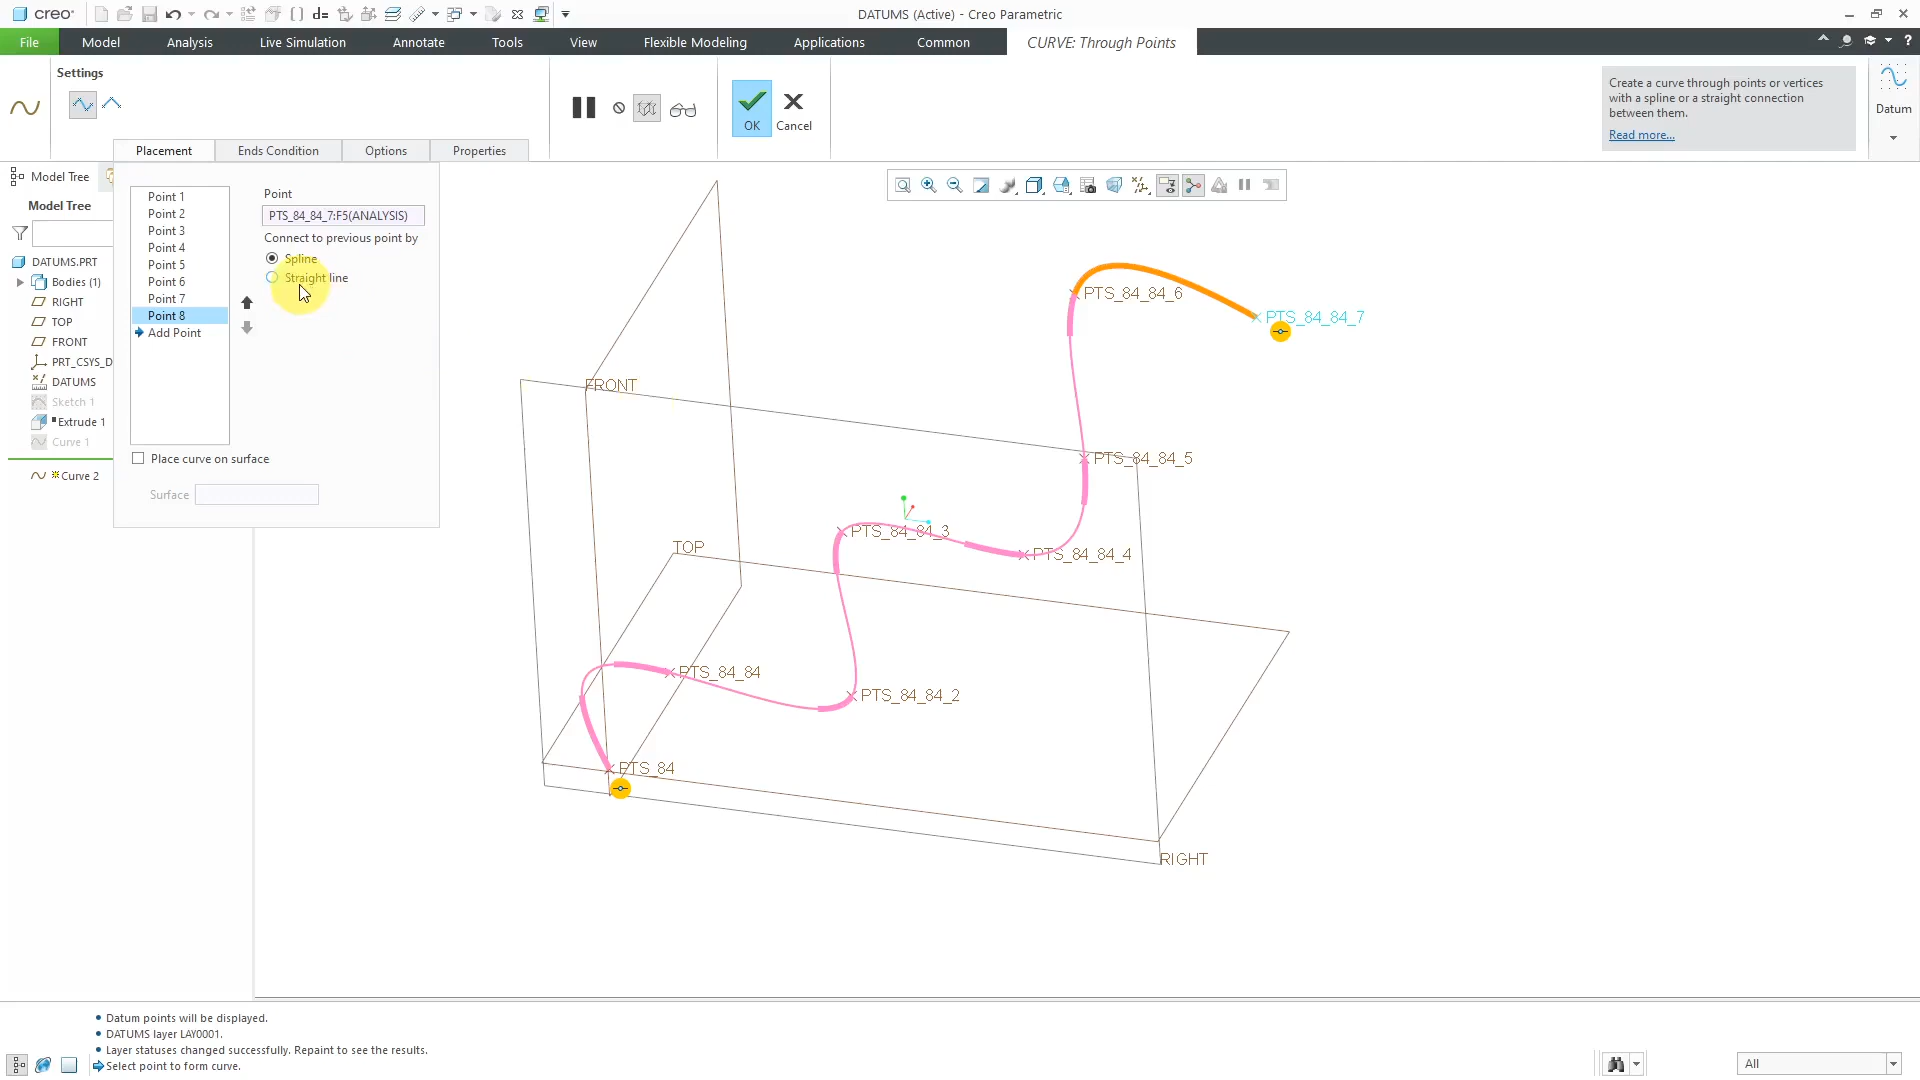 creo
DATUMS (Active) - Creo Parametric
File
Model
Analysis
Live Simulation
Annotate
Tools
View
Flexible Modeling
Applications
Common
CURVE: Through Points
Settings
OK
Cancel
Create a curve through points or vertices
with a spline or a straight connection
between them.
Read more...
Datum
Placement
Ends Condition
Options
Properties
Model Tree
Model Tree
DATUMS.PRT
Bodies (1)
RIGHT
TOP
FRONT
PRT_CSYS_D
DATUMS
Sketch 1
Extrude 1
Curve 1
Curve 2
Point 1
Point 2
Point 3
Point 4
Point 5
Point 6
Point 7
Point 8
Add Point
Point
PTS_84_84_7:F5(ANALYSIS)
Connect to previous point by
Spline
Straight line
Place curve on surface
Surface
PTS_84_84_6
PTS_84_84_7
FRONT
PTS_84_84_5
PTS_84_84_3
TOP
PTS_84_84_4
PTS_84_84
PTS_84_84_2
PTS_84
RIGHT
Datum points will be displayed.
DATUMS layer LAY0001.
Layer statuses changed successfully. Repaint to see the results.
Select point to form curve.
All